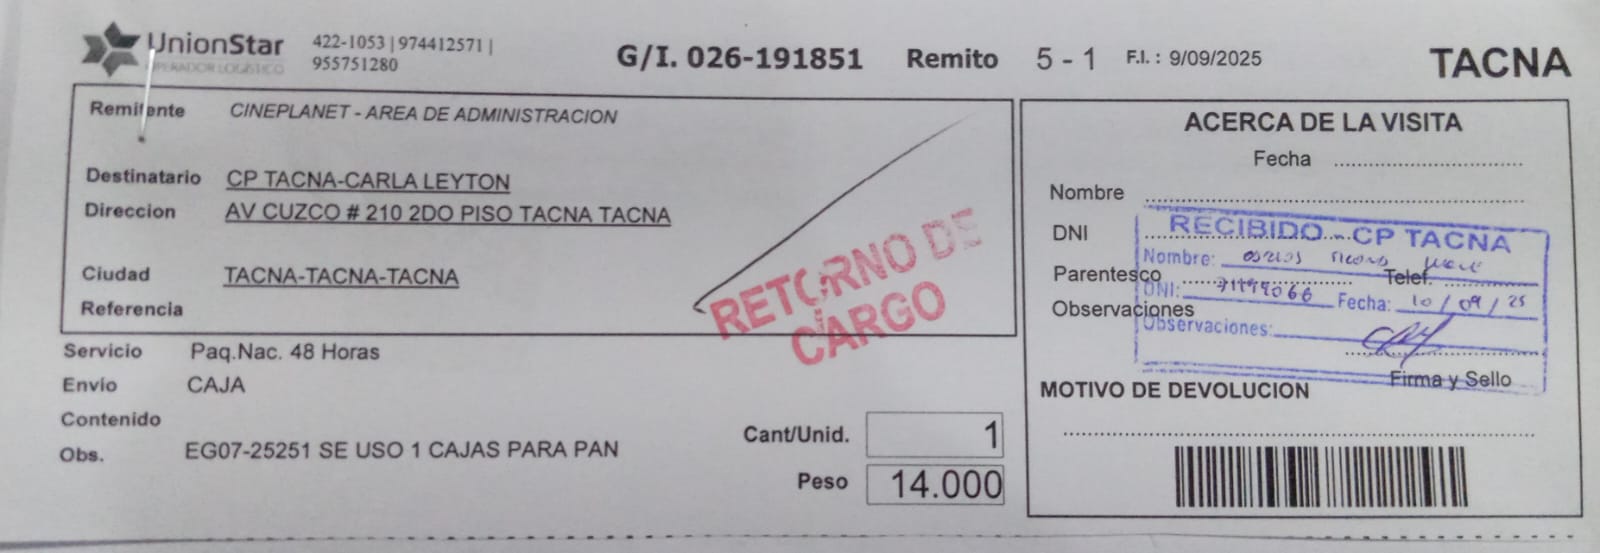 UnionStar
OPERADOR LOGISTICO
422-1053 | 974412571 |
955751280
G/I. 026-191851 Remito 5 - 1 F.I. : 9/09/2025
TACNA
Remitente CINEPLANET - AREA DE ADMINISTRACION
Destinatario CP TACNA-CARLA LEYTON
Direccion AV CUZCO # 210 2DO PISO TACNA TACNA
Ciudad TACNA-TACNA-TACNA
Referencia
RETORNO DE
CARGO
Servicio Paq.Nac. 48 Horas
Envío CAJA
Contenido
Obs. EG07-25251 SE USO 1 CAJAS PARA PAN
Cant/Unid. 1
Peso 14.000
ACERCA DE LA VISITA
Fecha
Nombre
DNI
Parentesco Telef.
Observaciones
RECIBIDO - CP TACNA
Nombre:
DNI: Fecha: 10/09/25
Observaciones:
Firma y Sello
MOTIVO DE DEVOLUCION